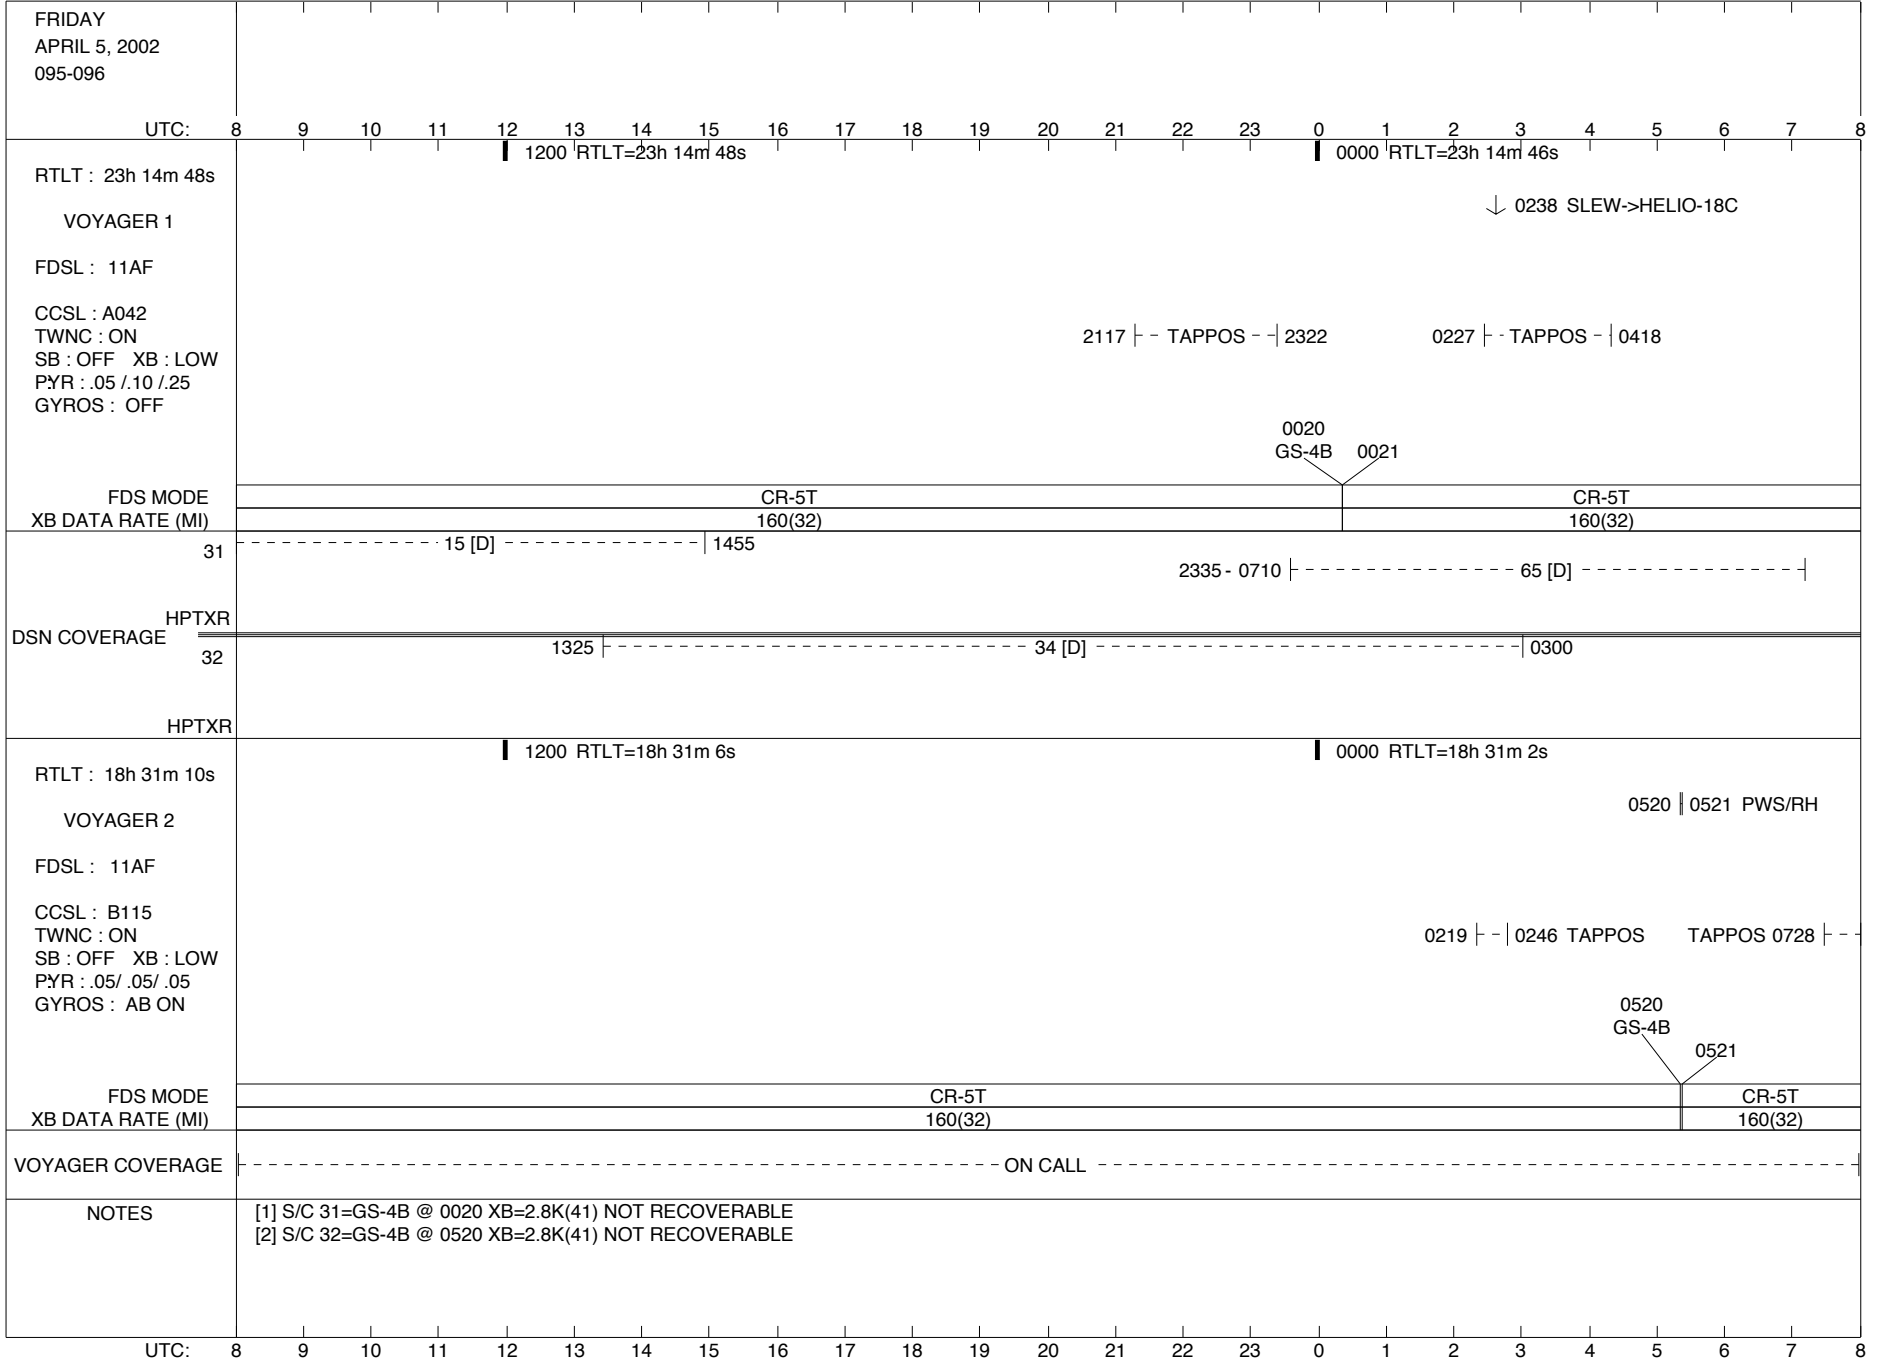 FRIDAY
APRIL 5, 2002
095-096
UTC: 8 9 10 11 12 13 14 15 16 17 18 19 20 21 22 23 0 1 2 3 4 5 6 7 8
1200 RTLT=23h 14m 48s 0000 RTLT=23h 14m 46s
RTLT : 23h 14m 48s
0238 SLEW->HELIO-18C
VOYAGER 1
FDSL : 11AF
CCSL : A042
TWNC : ON
2117 TAPPOS 2322 0227 TAPPOS 0418
SB : OFF XB : LOW
P:YR : .05 /.10 /.25
GYROS : OFF
0020
GS-4B 0021
FDS MODE CR-5T CR-5T
XB DATA RATE (MI) 160(32) 160(32)
31 15 [D] 1455
2335 - 0710 65 [D]
HPTXR
DSN COVERAGE
32 1325 34 [D] 0300
HPTXR
1200 RTLT=18h 31m 6s 0000 RTLT=18h 31m 2s
RTLT : 18h 31m 10s
0520 0521 PWS/RH
VOYAGER 2
FDSL : 11AF
CCSL : B115
TWNC : ON
0219 0246 TAPPOS TAPPOS 0728
SB : OFF XB : LOW
P:YR : .05/ .05/ .05
GYROS : AB ON
0520
GS-4B
0521
FDS MODE CR-5T CR-5T
XB DATA RATE (MI) 160(32) 160(32)
VOYAGER COVERAGE ON CALL
NOTES [1] S/C 31=GS-4B @ 0020 XB=2.8K(41) NOT RECOVERABLE
[2] S/C 32=GS-4B @ 0520 XB=2.8K(41) NOT RECOVERABLE
UTC: 8 9 10 11 12 13 14 15 16 17 18 19 20 21 22 23 0 1 2 3 4 5 6 7 8